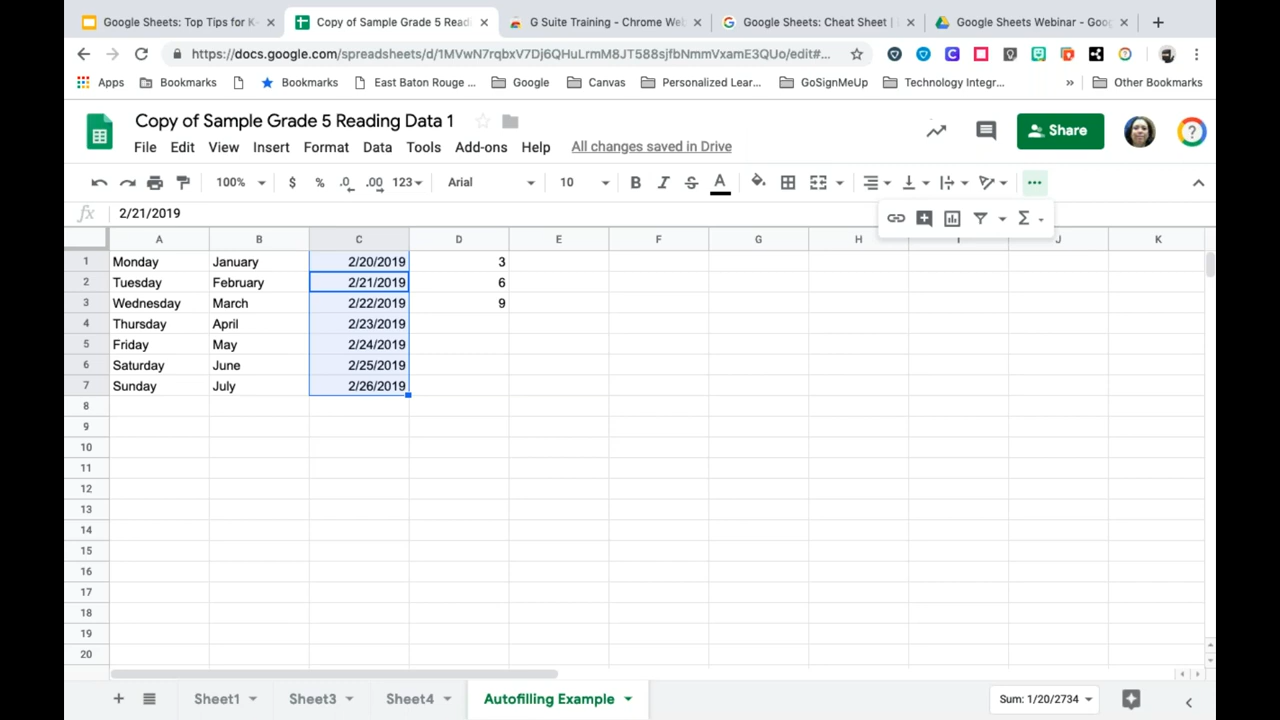 Google Sheets: Top Tips for K-
Copy of Sample Grade 5 Readi
G Suite Training - Chrome Web
Google Sheets: Cheat Sheet |
Google Sheets Webinar - Goog
https://docs.google.com/spreadsheets/d/1MVwN7rqbxV7Dj6QHuLrmM8JT588sjfbNmmVxamE3QUo/edit#...
Apps Bookmarks Bookmarks East Baton Rouge ... Google Canvas Personalized Lear... GoSignMeUp Technology Integr... » Other Bookmarks
Copy of Sample Grade 5 Reading Data 1
Share
File Edit View Insert Format Data Tools Add-ons Help All changes saved in Drive
100% $ % .0 .00 123 Arial 10 B I S A
fx 2/21/2019
A B C D E F G H I J K
1 Monday January 2/20/2019 3
2 Tuesday February 2/21/2019 6
3 Wednesday March 2/22/2019 9
4 Thursday April 2/23/2019
5 Friday May 2/24/2019
6 Saturday June 2/25/2019
7 Sunday July 2/26/2019
8
9
10
11
12
13
14
15
16
17
18
19
20
Sheet1 Sheet3 Sheet4 Autofilling Example Sum: 1/20/2734